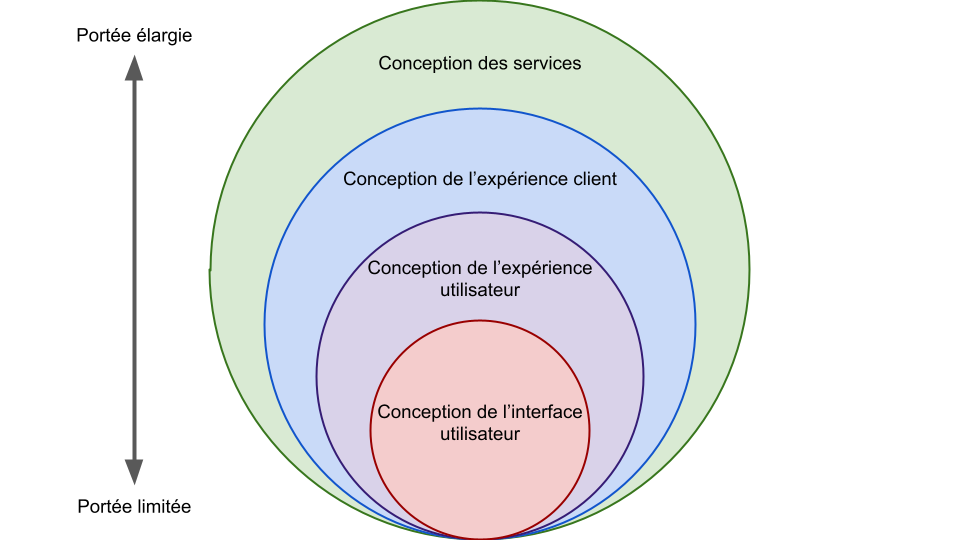 Portée élargie
Conception des services
Conception de l’expérience client
Conception de l’expérience
utilisateur
Conception de l’interface
utilisateur
Portée limitée